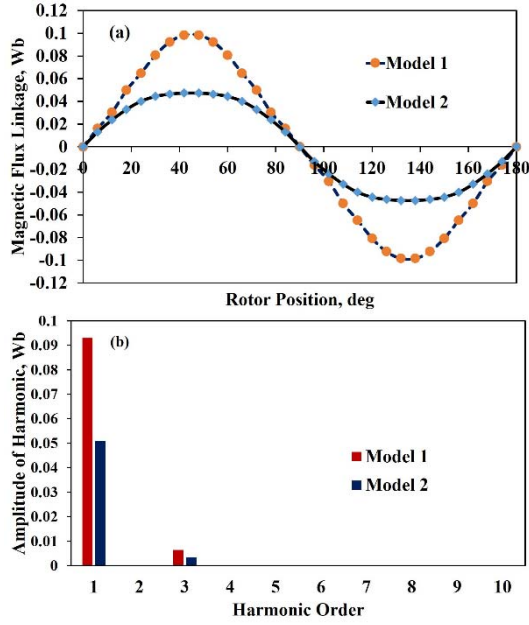 (a)
Magnetic Flux Linkage, Wb
0.12
0.1
0.08
0.06
0.04
0.02
0
-0.02
-0.04
-0.06
-0.08
-0.1
-0.12
Model 1
Model 2
0 20 40 60 80 100 120 140 160 180
Rotor Position, deg
(b)
Amplitude of Harmonic, Wb
0.1
0.09
0.08
0.07
0.06
0.05
0.04
0.03
0.02
0.01
0
Model 1
Model 2
1 2 3 4 5 6 7 8 9 10
Harmonic Order